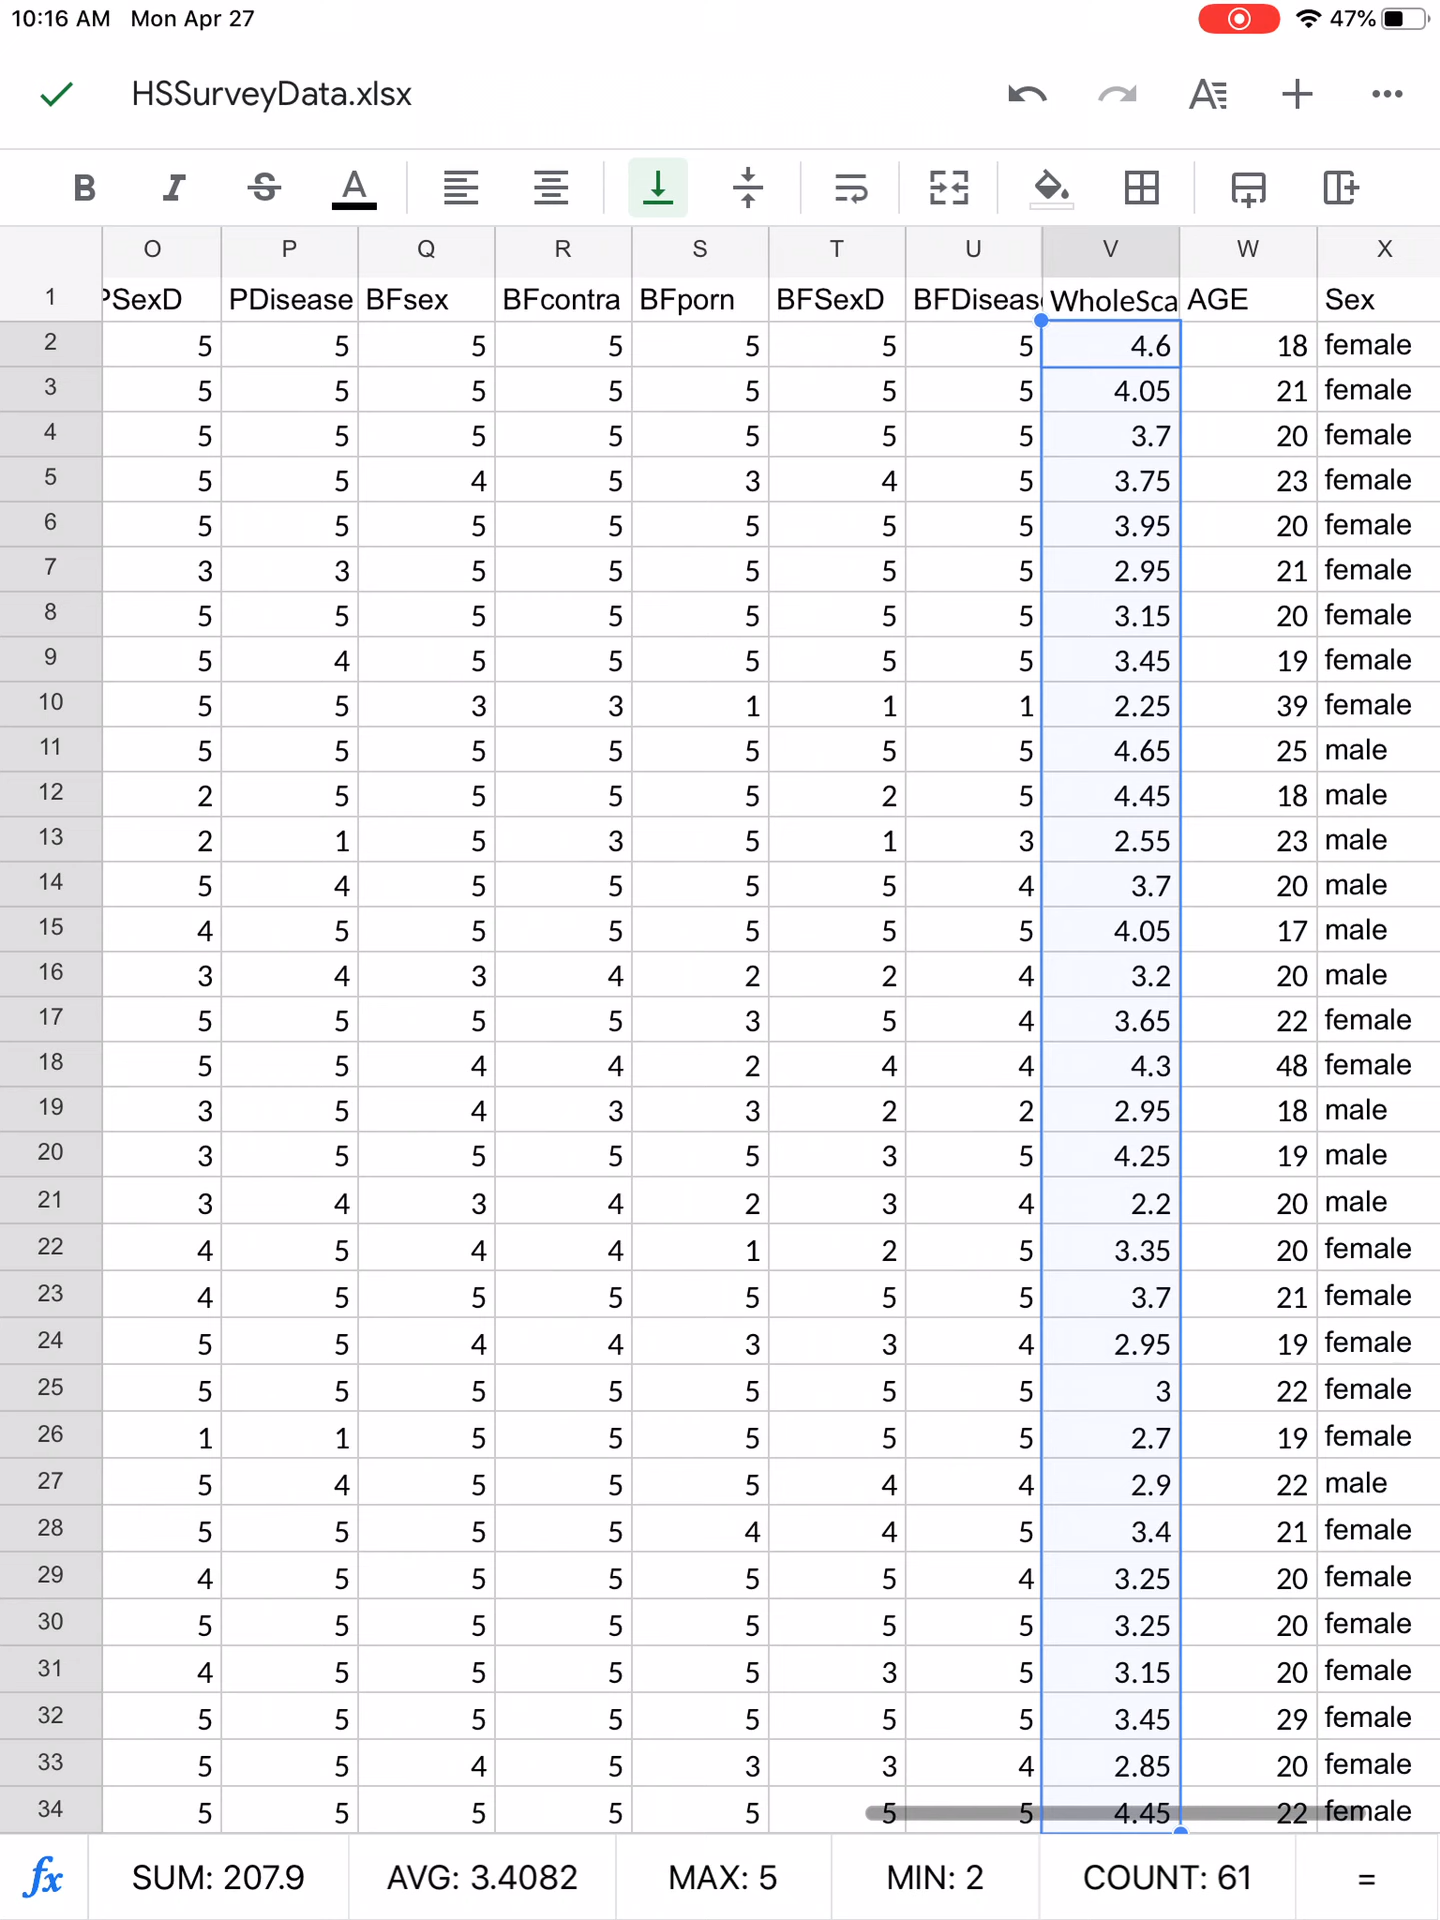 10:16 AM Mon Apr 27 47%
HSSurveyData.xlsx
B I S A
O P Q R S T U V W X
1 PSexD PDisease BFsex BFcontra BFporn BFSexD BFDiseas WholeSca AGE Sex
2 5 5 5 5 5 5 5 4.6 18 female
3 5 5 5 5 5 5 5 4.05 21 female
4 5 5 5 5 5 5 5 3.7 20 female
5 5 5 4 5 3 4 5 3.75 23 female
6 5 5 5 5 5 5 5 3.95 20 female
7 3 3 5 5 5 5 5 2.95 21 female
8 5 5 5 5 5 5 5 3.15 20 female
9 5 4 5 5 5 5 5 3.45 19 female
10 5 5 3 3 1 1 1 2.25 39 female
11 5 5 5 5 5 5 5 4.65 25 male
12 2 5 5 5 5 2 5 4.45 18 male
13 2 1 5 3 5 1 3 2.55 23 male
14 5 4 5 5 5 5 4 3.7 20 male
15 4 5 5 5 5 5 5 4.05 17 male
16 3 4 3 4 2 2 4 3.2 20 male
17 5 5 5 5 3 5 4 3.65 22 female
18 5 5 4 4 2 4 4 4.3 48 female
19 3 5 4 3 3 2 2 2.95 18 male
20 3 5 5 5 5 3 5 4.25 19 male
21 3 4 3 4 2 3 4 2.2 20 male
22 4 5 4 4 1 2 5 3.35 20 female
23 4 5 5 5 5 5 5 3.7 21 female
24 5 5 4 4 3 3 4 2.95 19 female
25 5 5 5 5 5 5 5 3 22 female
26 1 1 5 5 5 5 5 2.7 19 female
27 5 4 5 5 5 4 4 2.9 22 male
28 5 5 5 5 4 4 5 3.4 21 female
29 4 5 5 5 5 5 4 3.25 20 female
30 5 5 5 5 5 5 5 3.25 20 female
31 4 5 5 5 5 3 5 3.15 20 female
32 5 5 5 5 5 5 5 3.45 29 female
33 5 5 4 5 3 3 4 2.85 20 female
34 5 5 5 5 5 5 5 4.45 22 female
fx SUM: 207.9 AVG: 3.4082 MAX: 5 MIN: 2 COUNT: 61 =